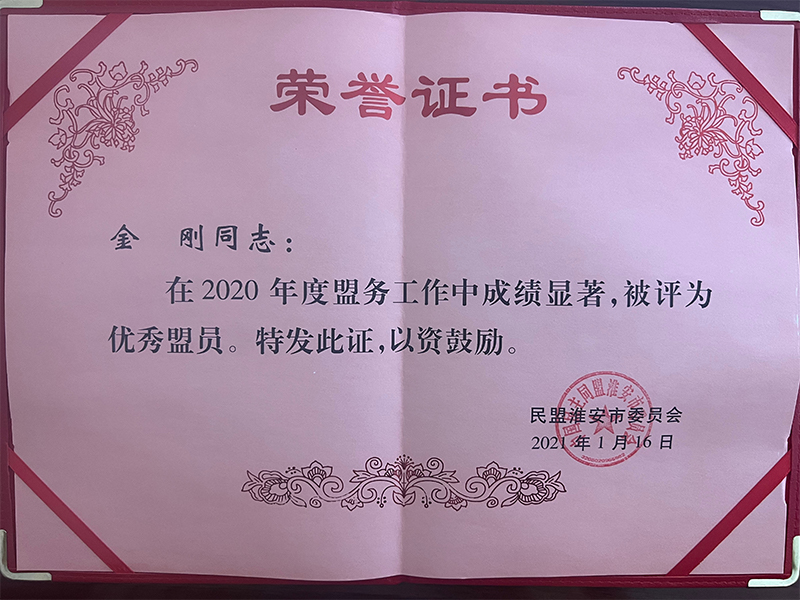 荣誉证书
金 刚同志：
在2020年度盟务工作中成绩显著，被评为
优秀盟员。特发此证，以资鼓励。
民盟淮安市委员会
2021年1月16日